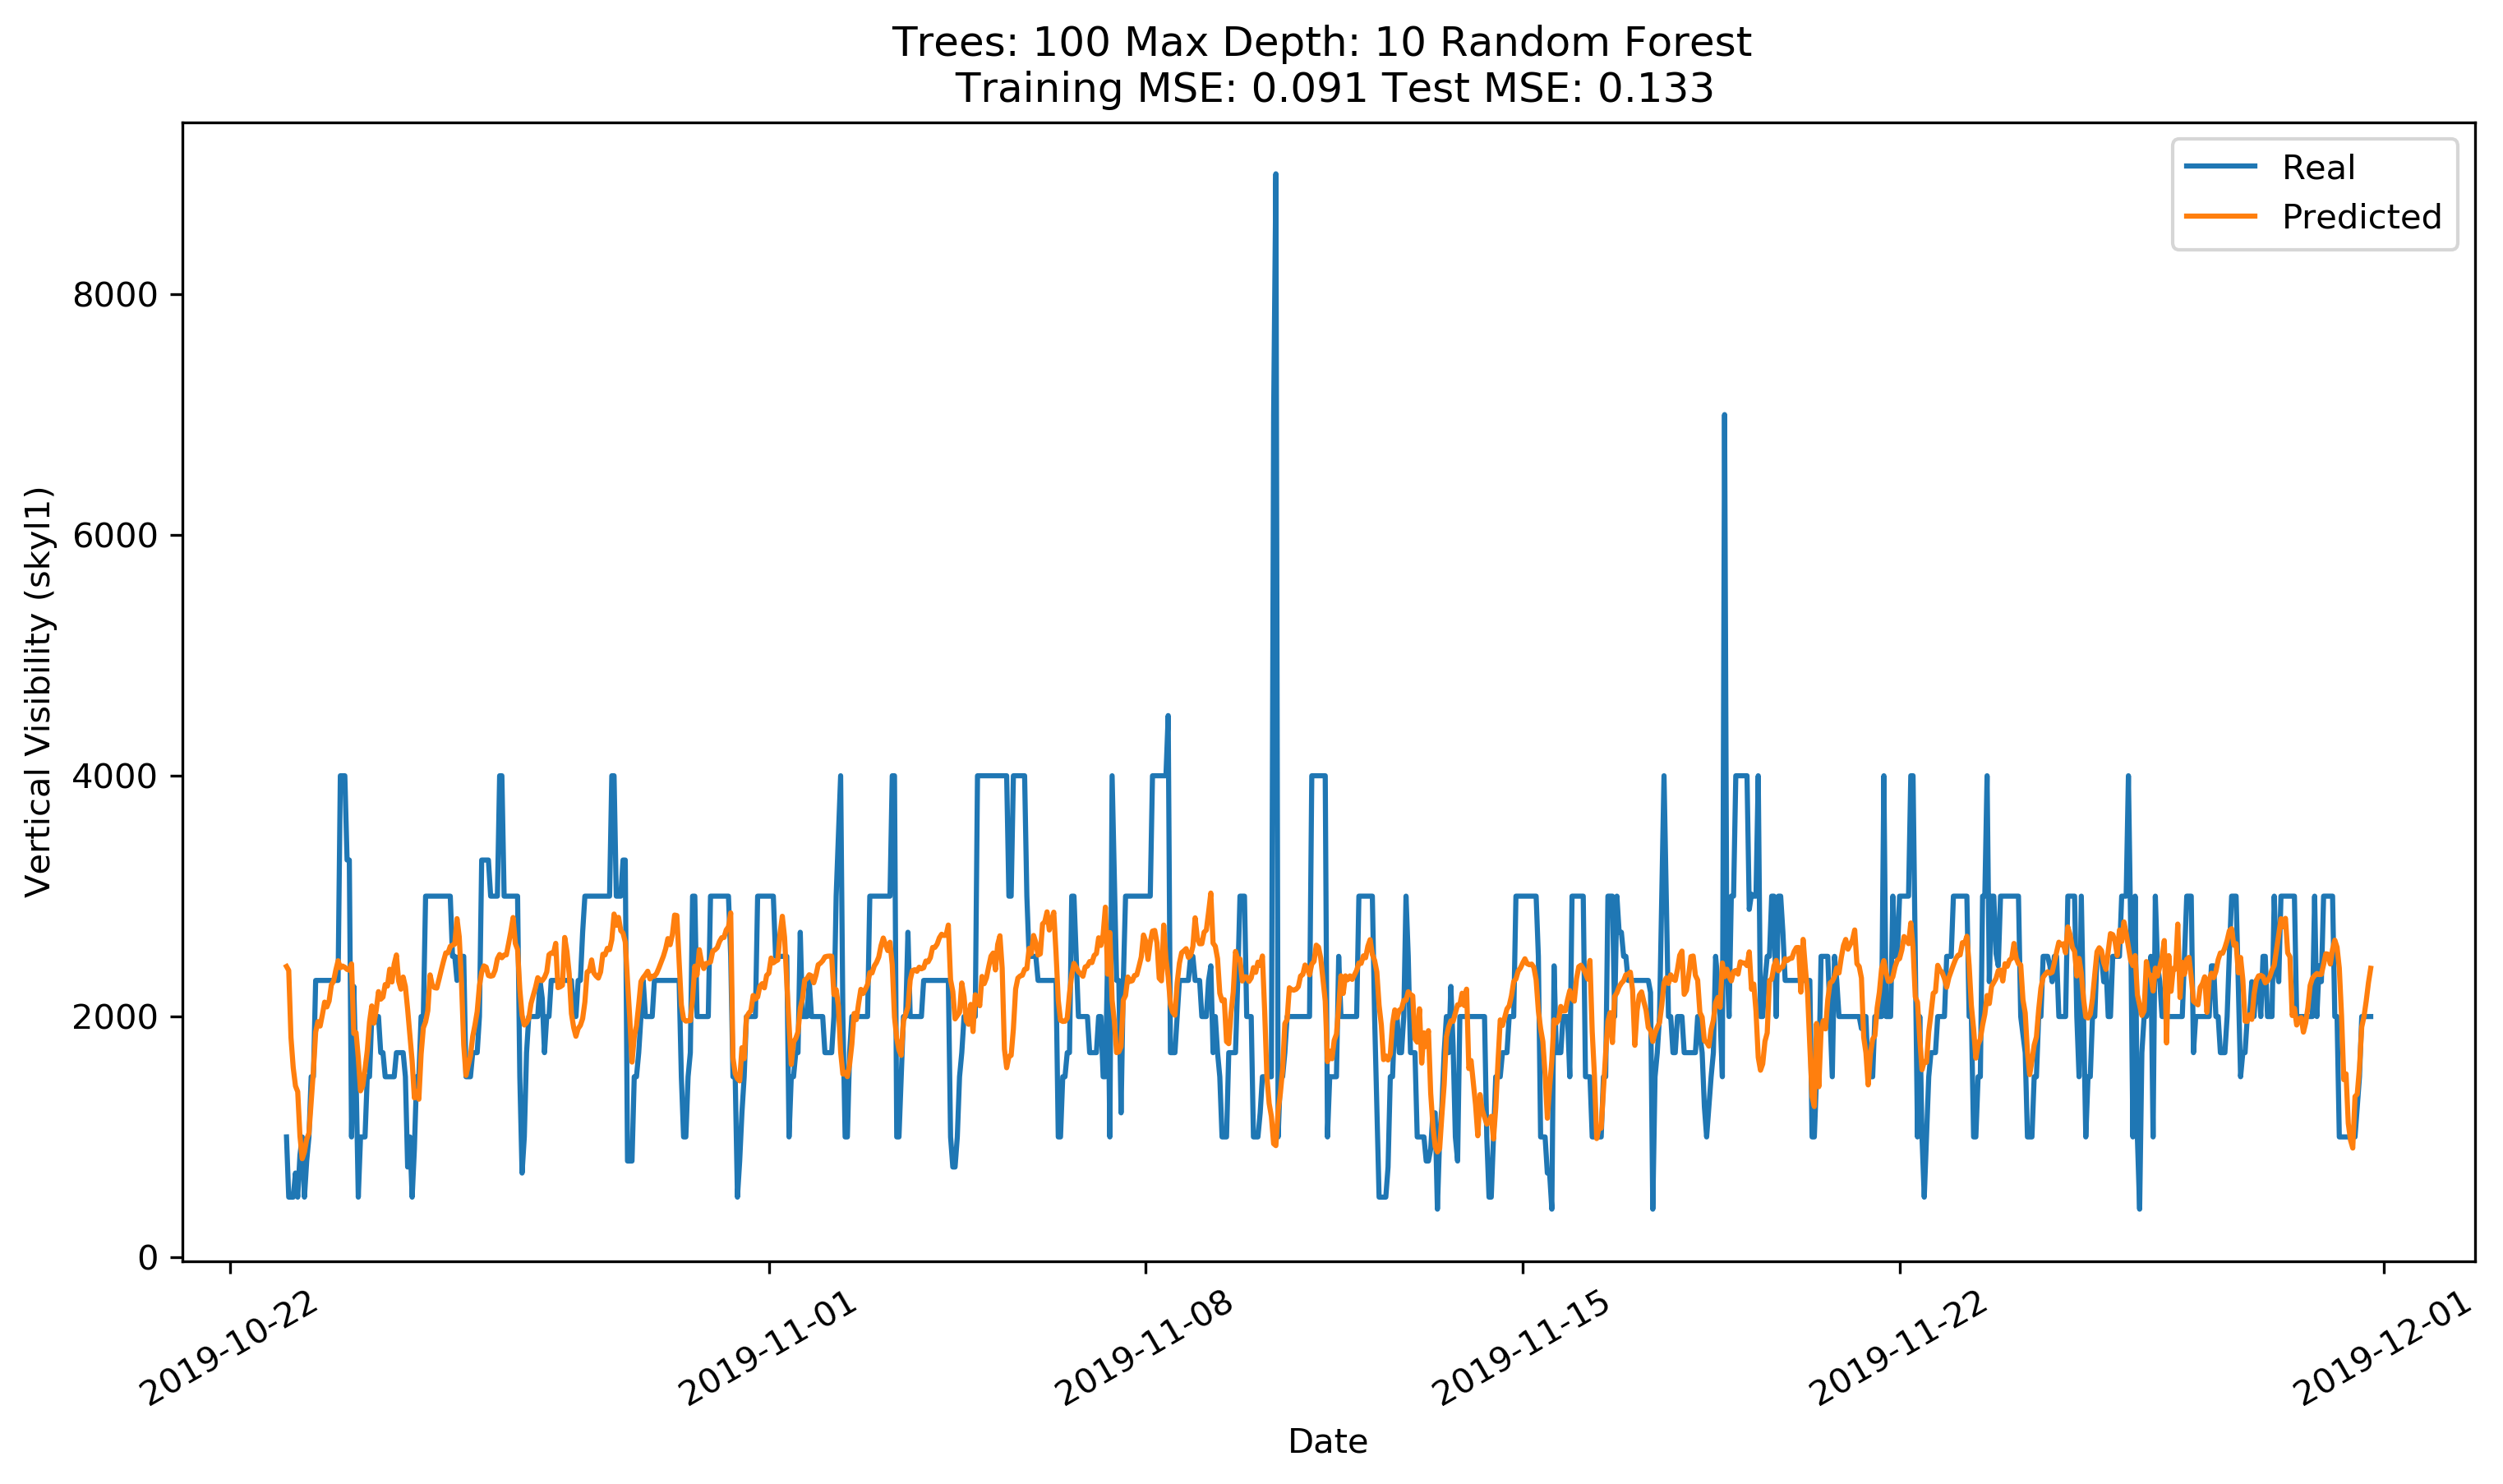 Trees: 100 Max Depth: 10 Random Forest
Training MSE: 0.091 Test MSE: 0.133
Real
Predicted
Vertical Visibility (skyl1)
8000
6000
4000
2000
0
2019-10-22
2019-11-01
2019-11-08
2019-11-15
2019-11-22
2019-12-01
Date